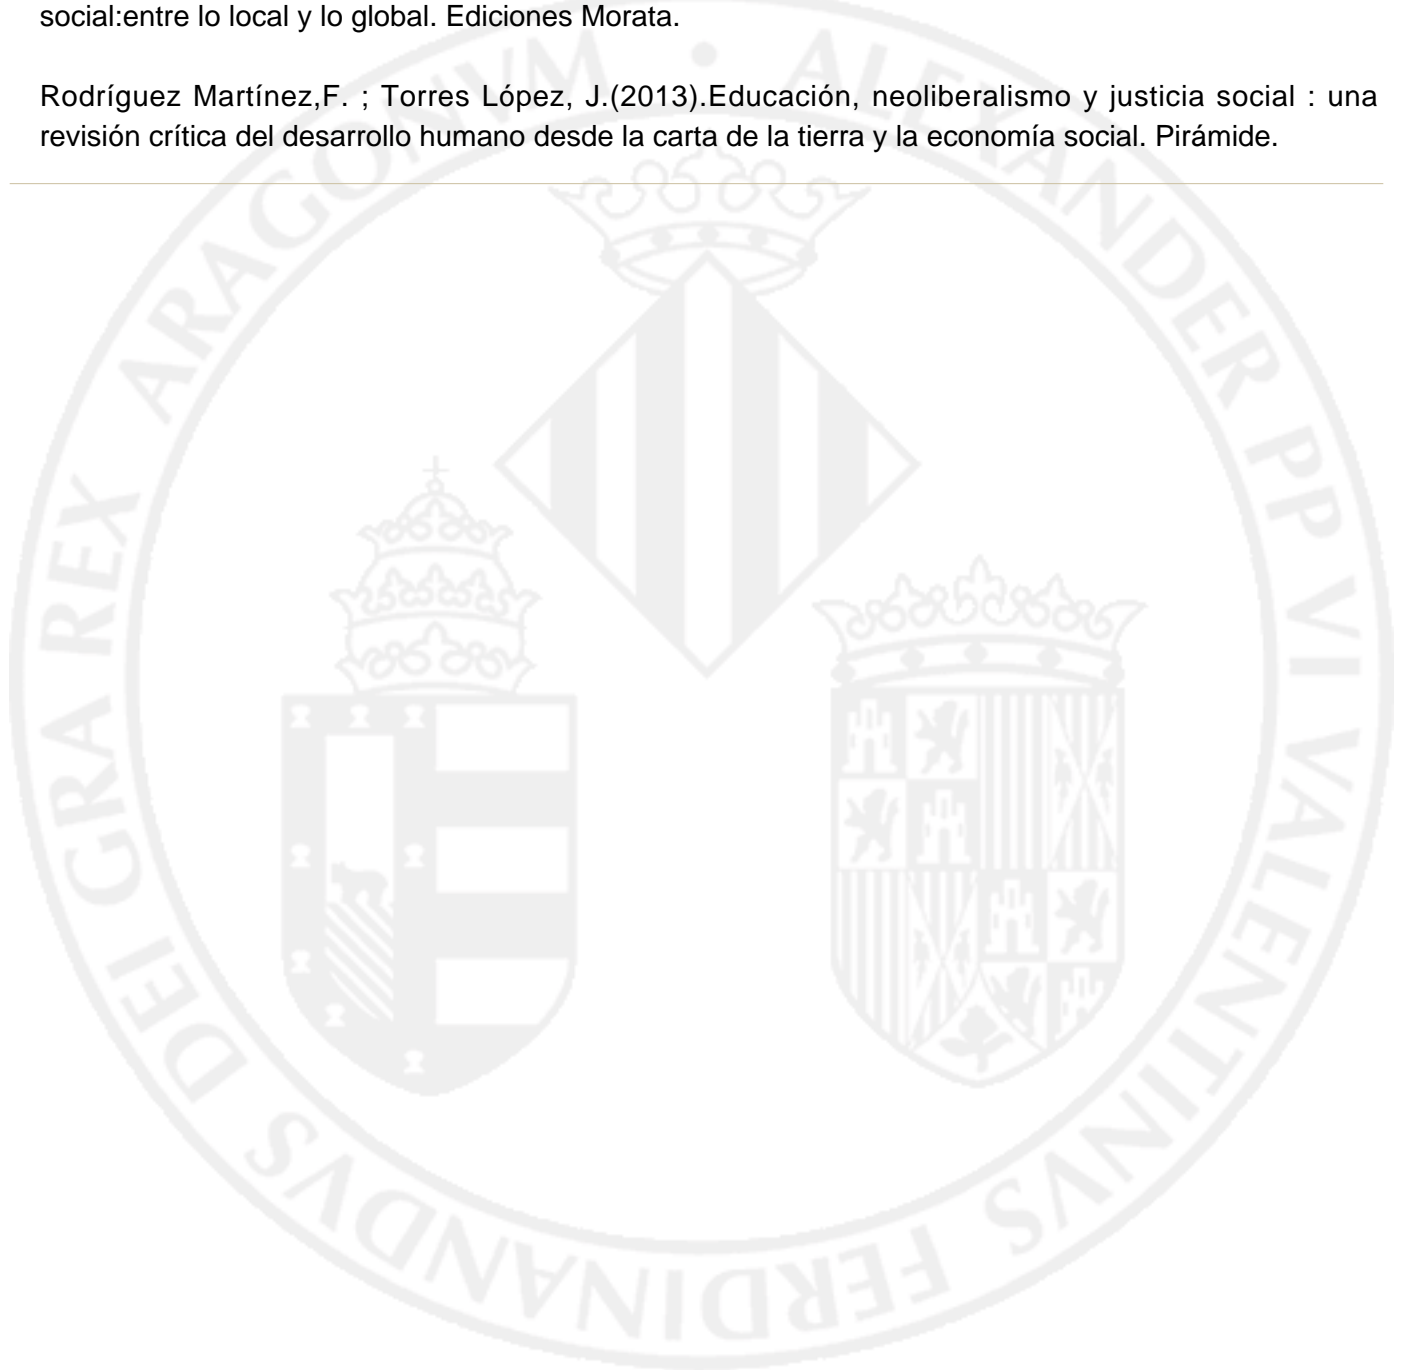 social:entre lo local y lo global. Ediciones Morata.
Rodríguez Martínez,F. ; Torres López, J.(2013).Educación, neoliberalismo y justicia social : una
revisión crítica del desarrollo humano desde la carta de la tierra y la economía social. Pirámide.
ALEXANDER PP VI VALENTINVS FERDINANDVS DEI GRA REX ARAGONVM •